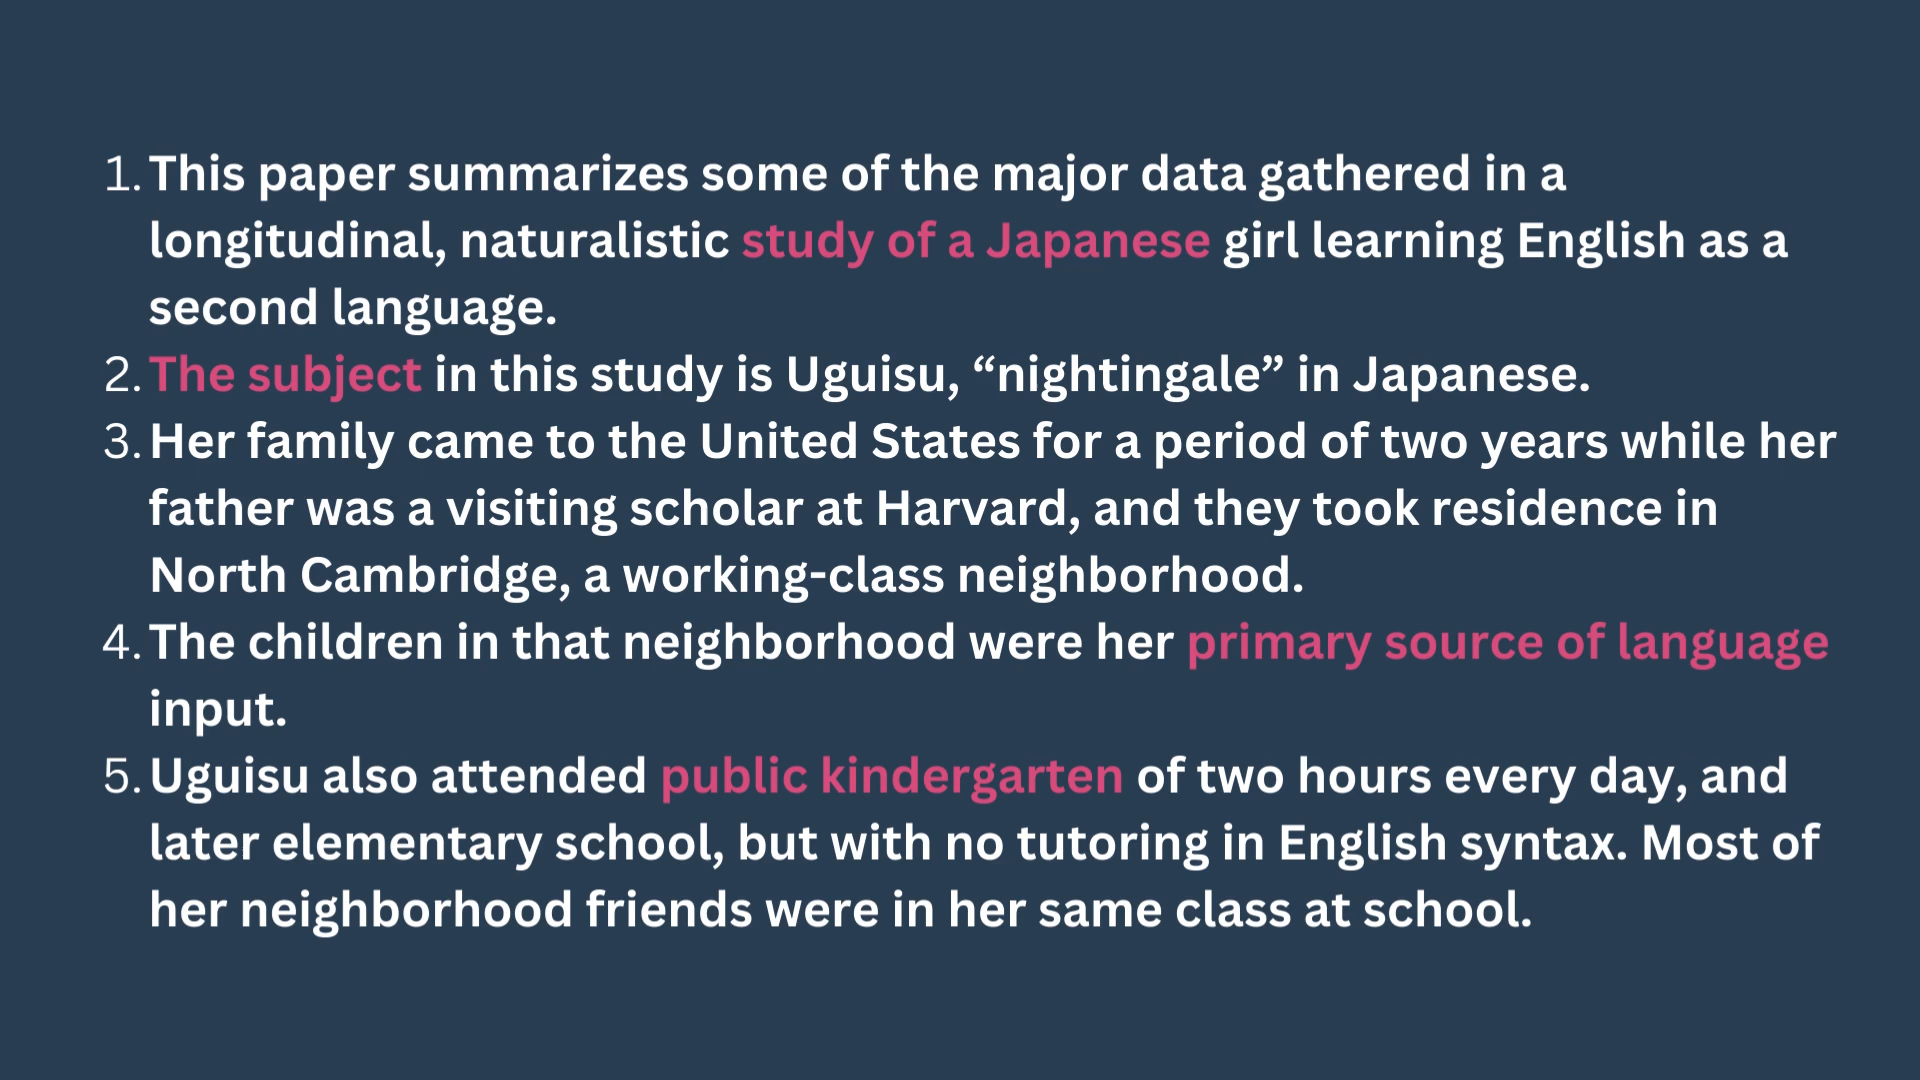 1. This paper summarizes some of the major data gathered in a
longitudinal, naturalistic study of a Japanese girl learning English as a
second language.
2. The subject in this study is Uguisu, “nightingale” in Japanese.
3. Her family came to the United States for a period of two years while her
father was a visiting scholar at Harvard, and they took residence in
North Cambridge, a working-class neighborhood.
4. The children in that neighborhood were her primary source of language
input.
5. Uguisu also attended public kindergarten of two hours every day, and
later elementary school, but with no tutoring in English syntax. Most of
her neighborhood friends were in her same class at school.